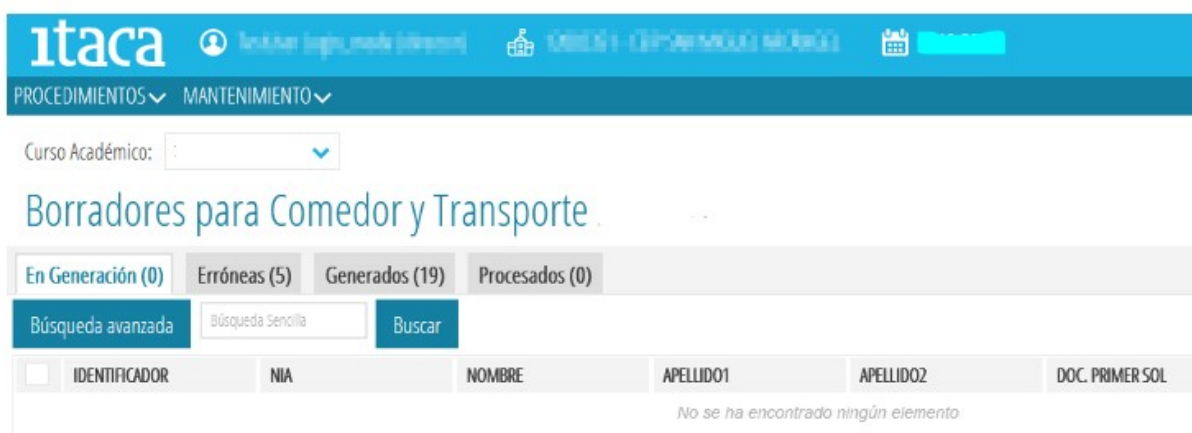 ıtaca
PROCEDIMIENTOS MANTENIMIENTO
Curso Académico:
Borradores para Comedor y Transporte
En Generación (0) Erróneas (5) Generados (19) Procesados (0)
Búsqueda avanzada Búsqueda Sencilla Buscar
IDENTIFICADOR NIA NOMBRE APELLIDO1 APELLIDO2 DOC. PRIMER SOL
No se ha encontrado ningún elemento